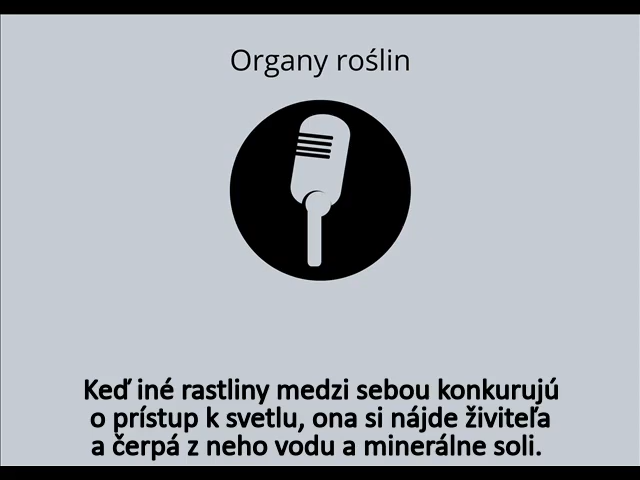 Organy roślin
Keď iné rastliny medzi sebou konkurujú
o prístup k svetlu, ona si nájde živiteľa
a čerpá z neho vodu a minerálne soli.